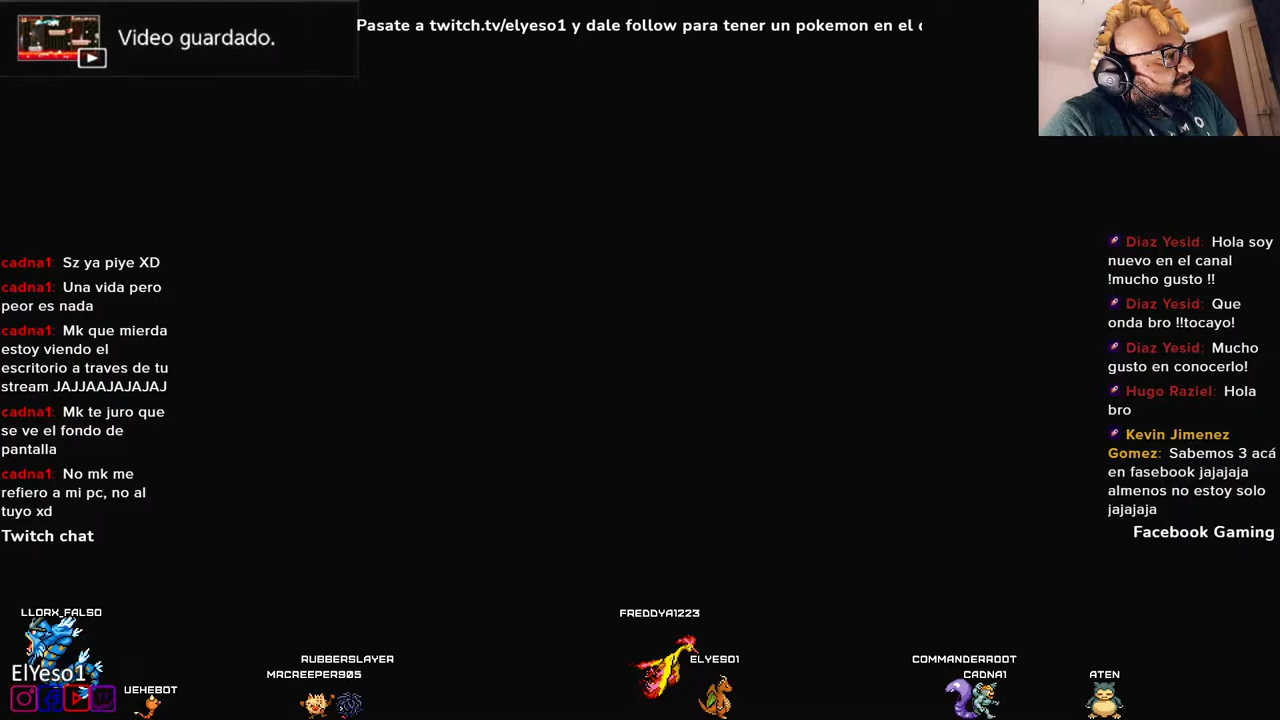 Video guardado.
Pasate a twitch.tv/elyeso1 y dale follow para tener un pokemon en el
cadna1: Sz ya piye XD
cadna1: Una vida pero
peor es nada
cadna1: Mk que mierda
estoy viendo el
escritorio a traves de tu
stream JAJJAAJAJAJAJ
cadna1: Mk te juro que
se ve el fondo de
pantalla
cadna1: No mk me
refiero a mi pc, no al
tuyo xd
Twitch chat
Diaz Yesid: Hola soy
nuevo en el canal
!mucho gusto !!
Diaz Yesid: Que
onda bro !!tocayo!
Diaz Yesid: Mucho
gusto en conocerlo!
Hugo Raziel: Hola
bro
Kevin Jimenez
Gomez: Sabemos 3 acá
en fasebook jajajaja
almenos no estoy solo
jajajaja
Facebook Gaming
LLORX_FALSO
ElYeso1
UEHEBOT
RUBBERSLAYER
MRCREEPER905
FREDDYA1223
ELYESO1
COMMANDERROOT
CADNA1
ATEN